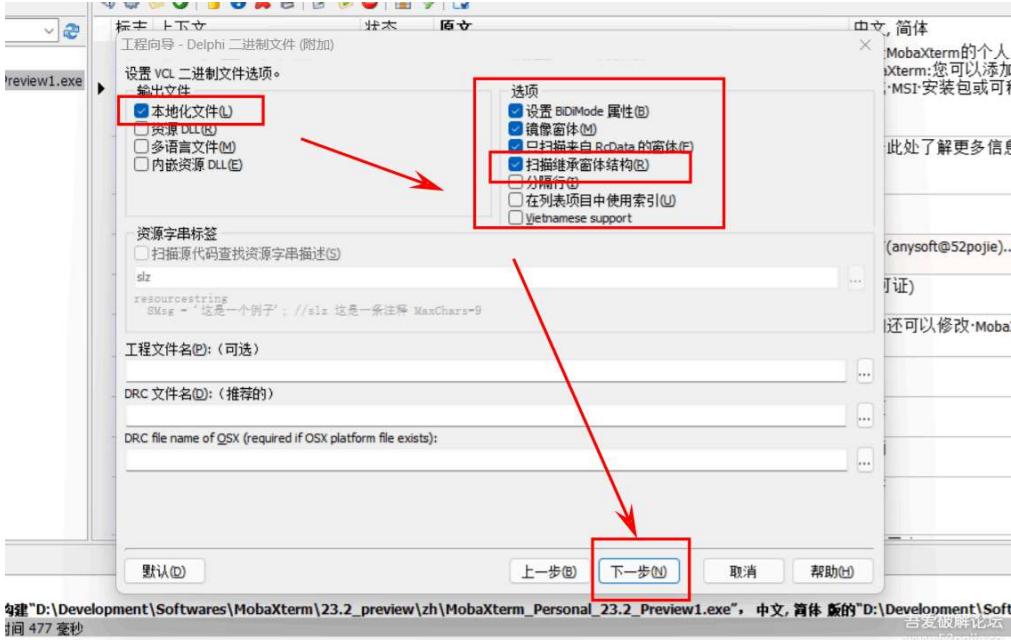 标志 上下文 状态 原文 中文, 简体
工程向导 - Delphi 二进制文件 (附加)
MobaXterm的个人
Xterm:您可以添加
review1.exe
设置 VCL 二进制文件选项。
·MSI·安装包或可
输出文件 选项
本地化文件(L) 设置 BiDiMode 属性(B)
资源 DLL(R) 镜像窗体(M)
多语言文件(M) 只扫描来自 RcData 的窗体(F)
此处了解更多信息
内嵌资源 DLL(E) 扫描继承窗体结构(R)
分隔行(I)
在列表项目中使用索引(U)
Vietnamese support
资源字串标签
扫描源代码查找资源字串描述(S)
(anysoft@52pojie)...
slz ...
可证)
resourcestring
SMsg = '这是一个例子'; //slz 这是一条注释 MaxChars=9
还可以修改·Moba
工程文件名(P):（可选）
...
DRC 文件名(D):（推荐的）
...
DRC file name of OSX (required if OSX platform file exists):
...
默认(D) 上一步(B) 下一步(N) 取消 帮助(H)
构建"D:\Development\Softwares\MobaXterm\23.2_preview\zh\MobaXterm_Personal_23.2_Preview1.exe"， 中文, 简体 版的"D:\Development\Soft
时间 477 毫秒
吾爱破解论坛